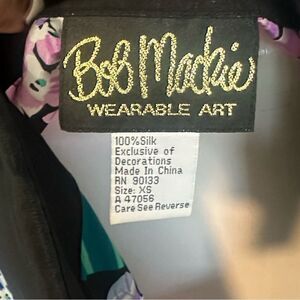 Bob Mackie
WEARABLE ART
100%Silk
Exclusive of
Decorations
Made In China
RN 90133
Size: XS
A 47056
Care See Reverse